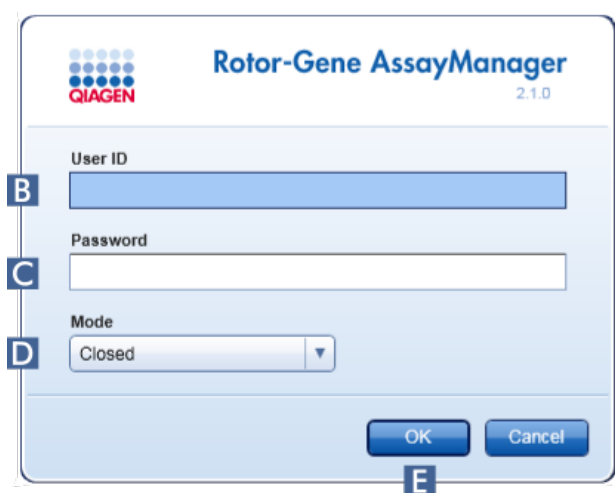 QIAGEN
Rotor-Gene AssayManager
2.1.0
User ID
B
Password
C
Mode
D
Closed
OK
Cancel
E